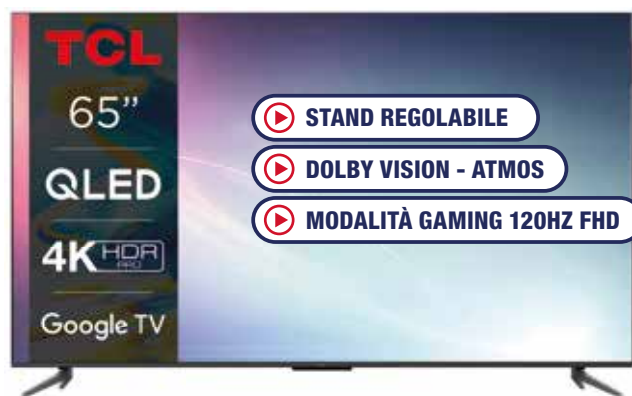 TCL
65”
QLED
4K HDR
PRO
Google TV
STAND REGOLABILE
DOLBY VISION - ATMOS
MODALITÀ GAMING 120HZ FHD